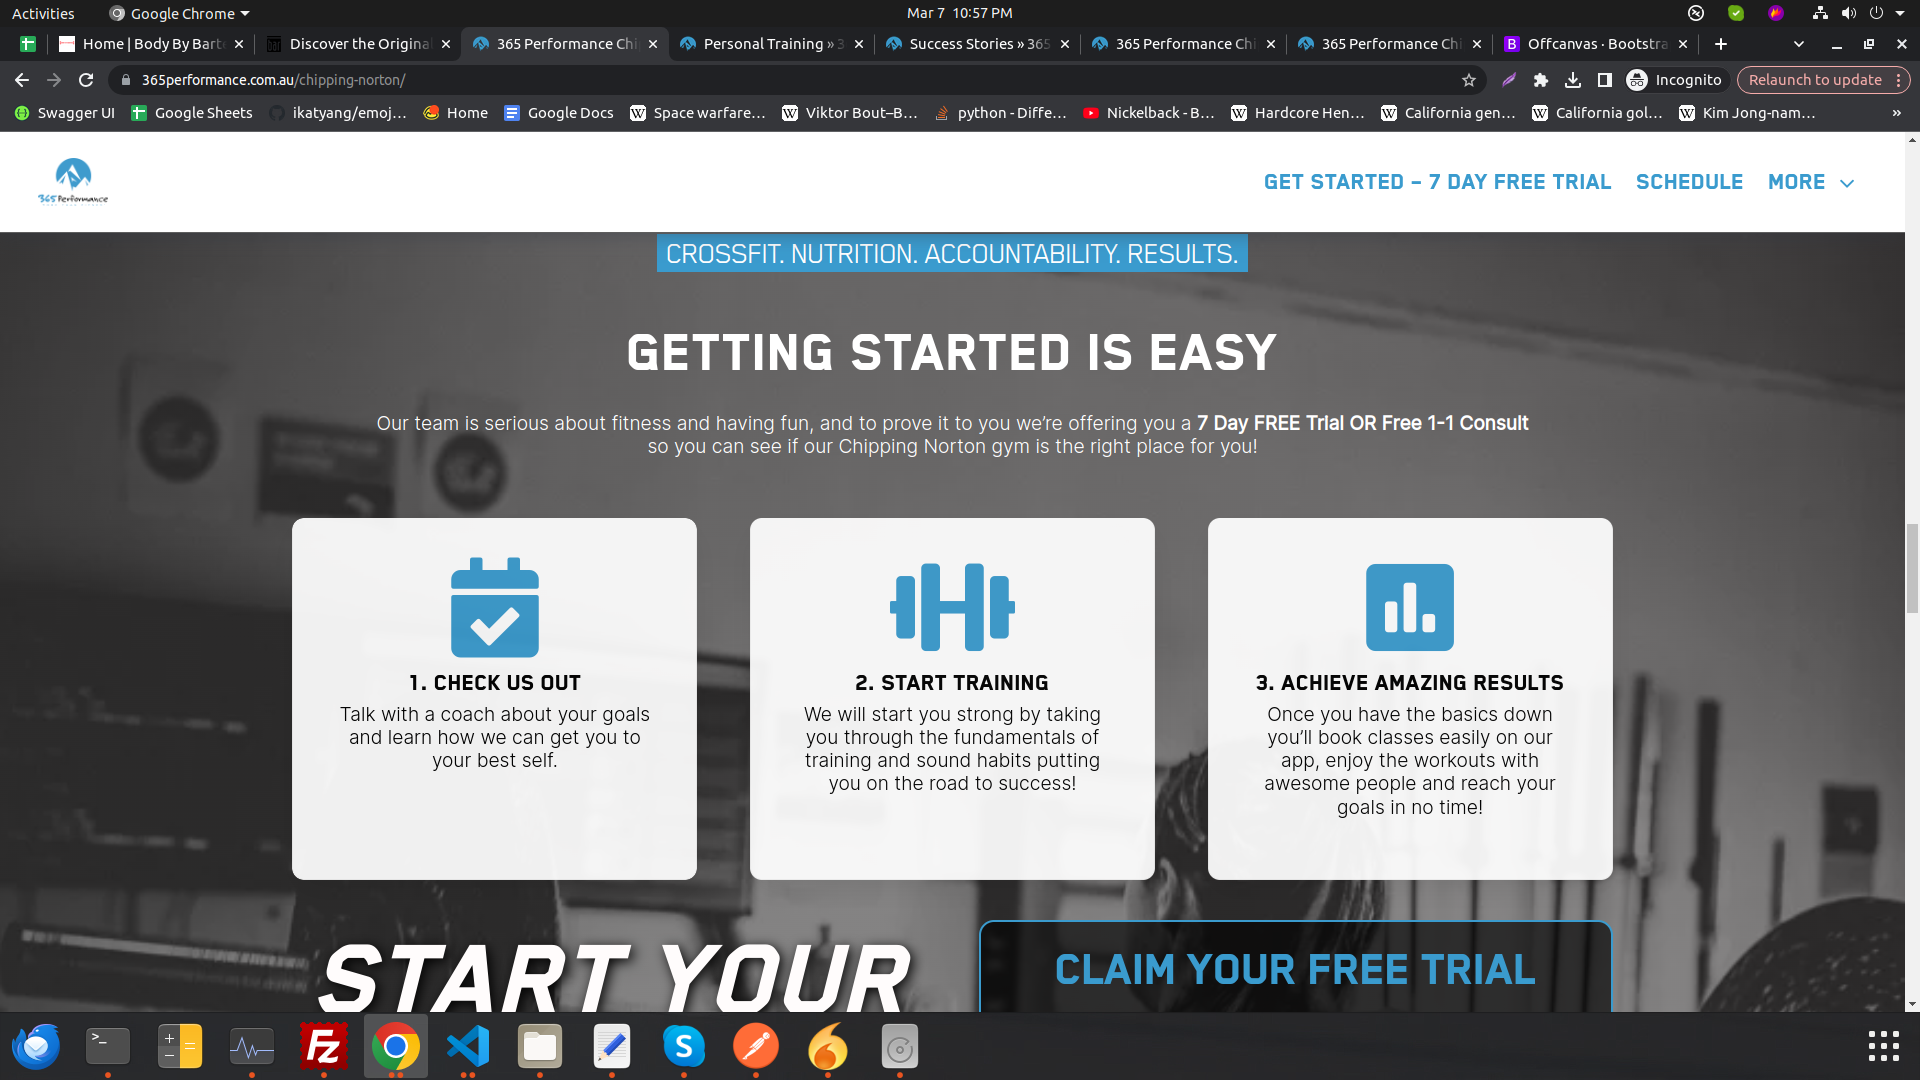 Activities
Google Chrome
Mar 7 10:57 PM
Home | Body By Barte
Discover the Original
365 Performance Chi
Personal Training » 3
Success Stories » 365
365 Performance Chi
365 Performance Chi
B Offcanvas · Bootstra
365performance.com.au/chipping-norton/
Incognito
Relaunch to update
Swagger UI
Google Sheets
ikatyang/emoj...
Home
Google Docs
W Space warfare...
W Viktor Bout–B...
python - Diffe...
Nickelback - B...
W Hardcore Hen...
W California gen...
W California gol...
W Kim Jong-nam...
»
365 Performance
GET STARTED – 7 DAY FREE TRIAL
SCHEDULE
MORE
CROSSFIT. NUTRITION. ACCOUNTABILITY. RESULTS.
GETTING STARTED IS EASY
Our team is serious about fitness and having fun, and to prove it to you we’re offering you a 7 Day FREE Trial OR Free 1-1 Consult
so you can see if our Chipping Norton gym is the right place for you!
1. CHECK US OUT
Talk with a coach about your goals
and learn how we can get you to
your best self.
2. START TRAINING
We will start you strong by taking
you through the fundamentals of
training and sound habits putting
you on the road to success!
3. ACHIEVE AMAZING RESULTS
Once you have the basics down
you’ll book classes easily on our
app, enjoy the workouts with
awesome people and reach your
goals in no time!
START YOUR
CLAIM YOUR FREE TRIAL
>_
Fz
S